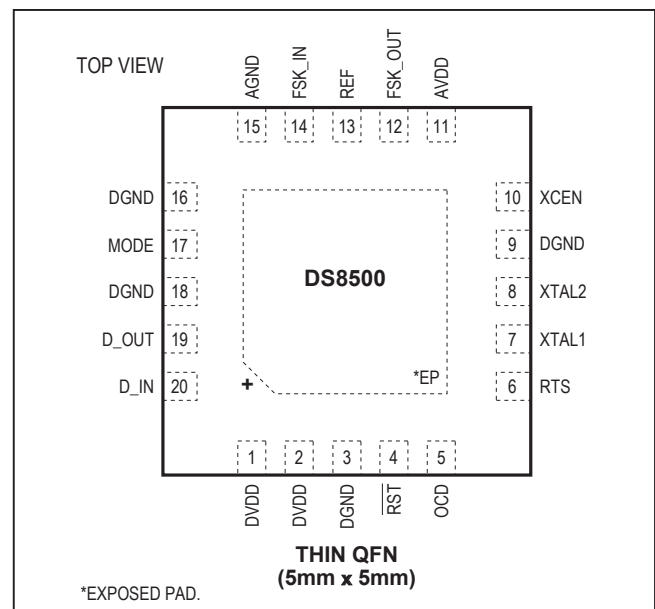 TOP VIEW
AGND
FSK_IN
REF
FSK_OUT
AVDD
15
14
13
12
11
DGND 16
MODE 17
DGND 18
D_OUT 19
D_IN 20
10 XCEN
9 DGND
8 XTAL2
7 XTAL1
6 RTS
DS8500
*EP
+
1
2
3
4
5
DVDD
DVDD
DGND
RST
OCD
THIN QFN
(5mm x 5mm)
*EXPOSED PAD.